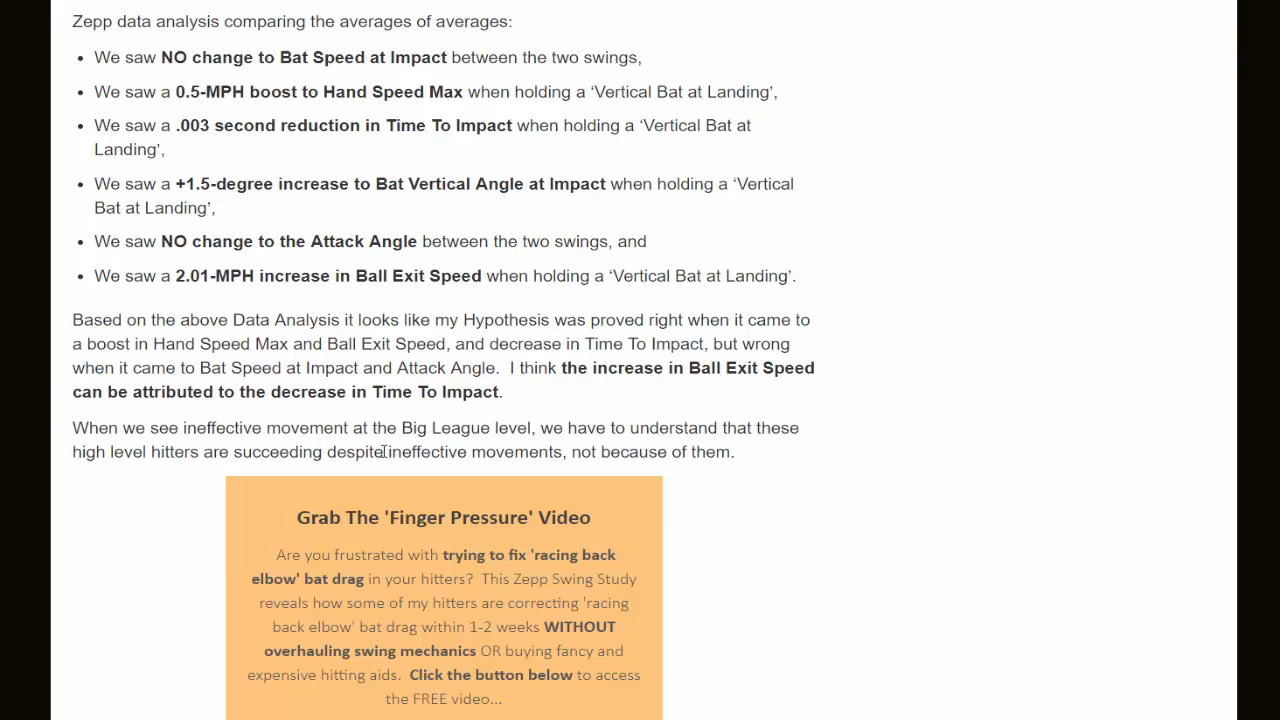 Zepp data analysis comparing the averages of averages:
• We saw NO change to Bat Speed at Impact between the two swings,
• We saw a 0.5-MPH boost to Hand Speed Max when holding a ‘Vertical Bat at Landing’,
• We saw a .003 second reduction in Time To Impact when holding a ‘Vertical Bat at
Landing’,
• We saw a +1.5-degree increase to Bat Vertical Angle at Impact when holding a ‘Vertical
Bat at Landing’,
• We saw NO change to the Attack Angle between the two swings, and
• We saw a 2.01-MPH increase in Ball Exit Speed when holding a ‘Vertical Bat at Landing’.
Based on the above Data Analysis it looks like my Hypothesis was proved right when it came to
a boost in Hand Speed Max and Ball Exit Speed, and decrease in Time To Impact, but wrong
when it came to Bat Speed at Impact and Attack Angle.  I think the increase in Ball Exit Speed
can be attributed to the decrease in Time To Impact.
When we see ineffective movement at the Big League level, we have to understand that these
high level hitters are succeeding despite ineffective movements, not because of them.
Grab The 'Finger Pressure' Video
Are you frustrated with trying to fix 'racing back
elbow' bat drag in your hitters?  This Zepp Swing Study
reveals how some of my hitters are correcting 'racing
back elbow' bat drag within 1-2 weeks WITHOUT
overhauling swing mechanics OR buying fancy and
expensive hitting aids.  Click the button below to access
the FREE video...